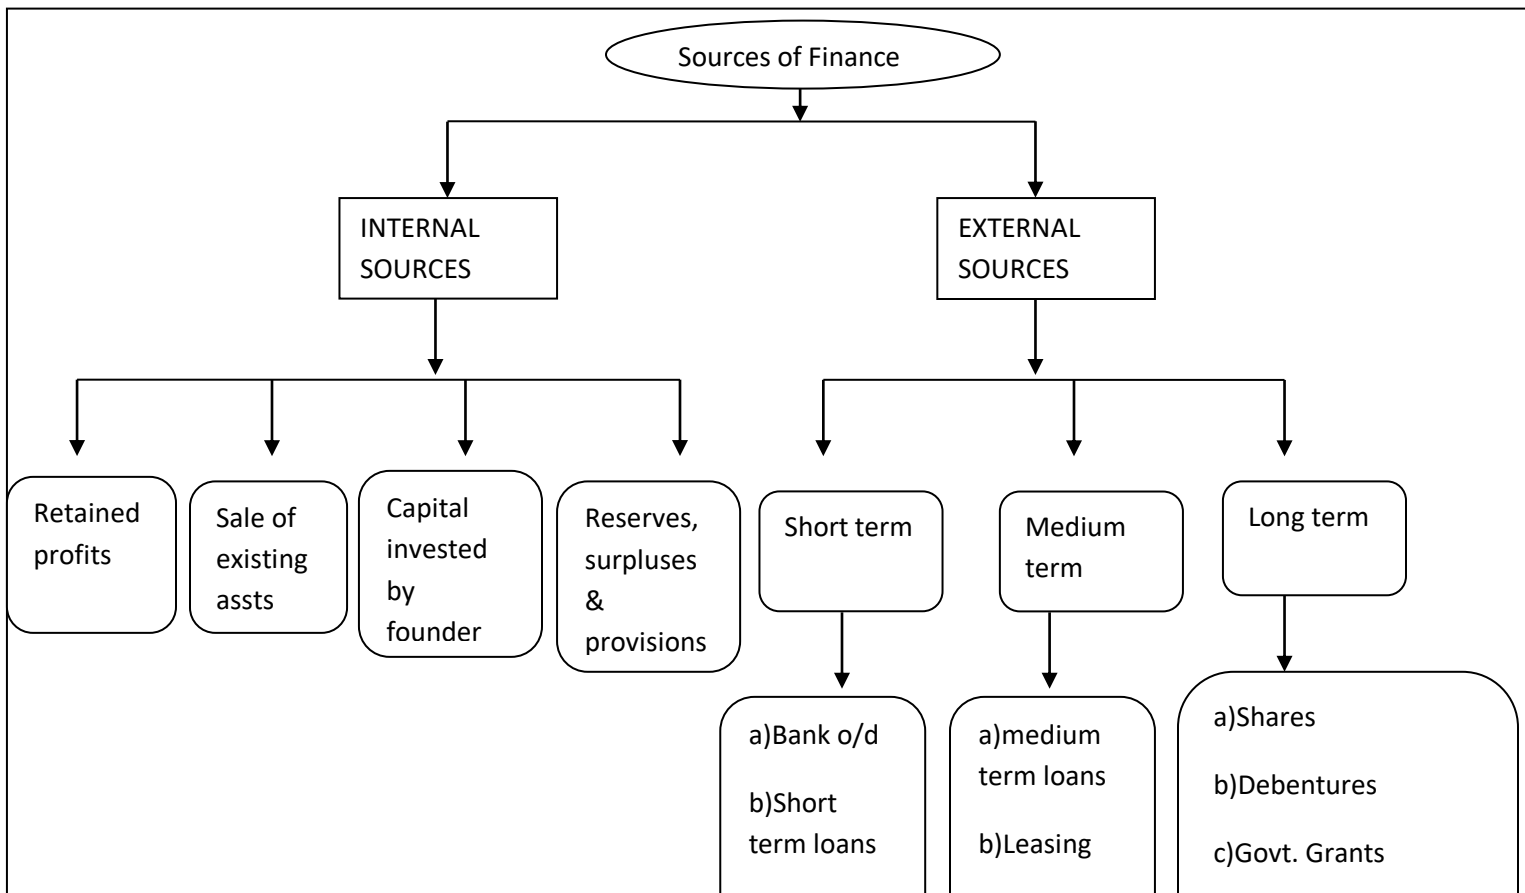 Sources of Finance
INTERNAL
SOURCES
EXTERNAL
SOURCES
Retained
profits
Sale of
existing
assts
Capital
invested
by
founder
Reserves,
surpluses
&
provisions
Short term
Medium
term
Long term
a)Bank o/d
b)Short
term loans
a)medium
term loans
b)Leasing
a)Shares
b)Debentures
c)Govt. Grants